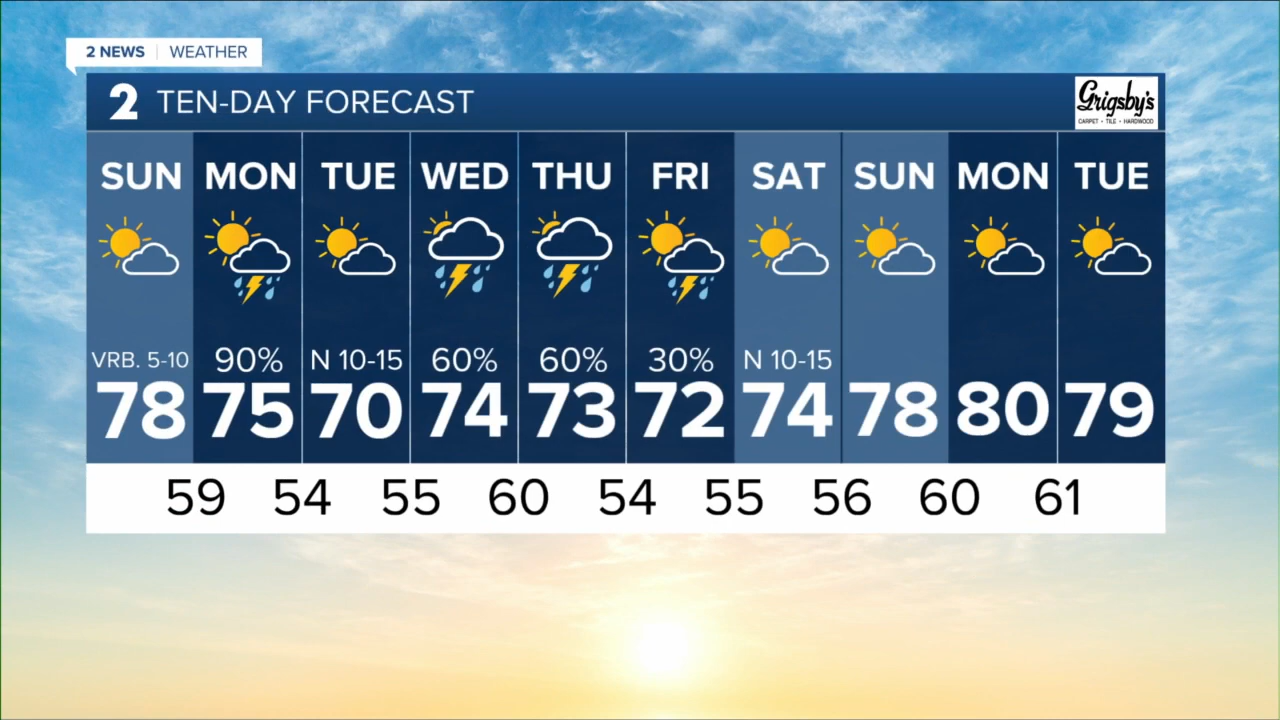 2 NEWS | WEATHER
2 TEN-DAY FORECAST
Grigsby's
CARPET • TILE • HARDWOOD
SUN MON TUE WED THU FRI SAT SUN MON TUE
VRB. 5-10 90% N 10-15 60% 60% 30% N 10-15
78 75 70 74 73 72 74 78 80 79
59 54 55 60 54 55 56 60 61